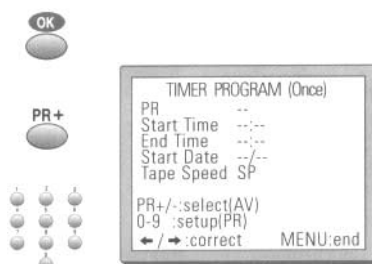 OK
PR+
TIMER PROGRAM (Once)
PR --
Start Time --:--
End Time --:--
Start Date --/--
Tape Speed SP
PR+/-:select(AV)
0-9 :setup(PR)
←/→:correct MENU:end